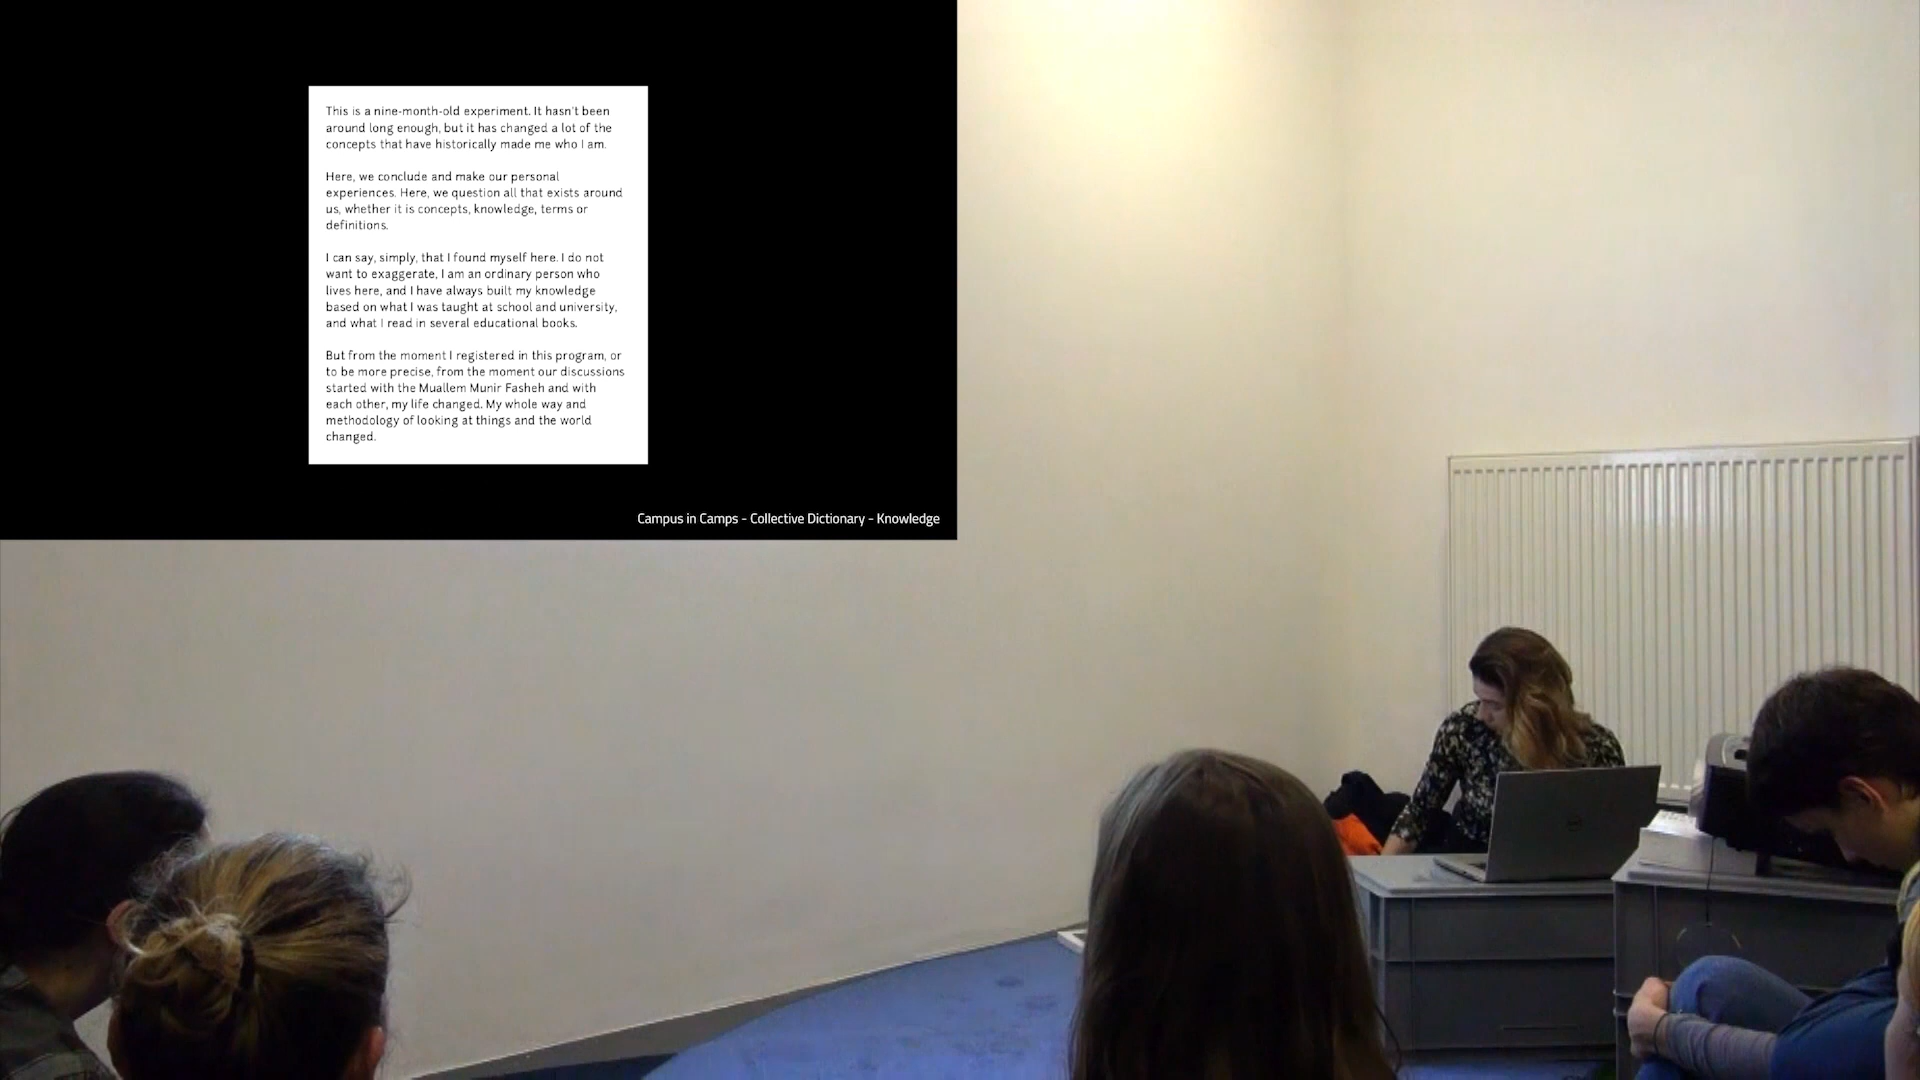 This is a nine-month-old experiment. It hasn't been
around long enough, but it has changed a lot of the
concepts that have historically made me who I am.
Here, we conclude and make our personal
experiences. Here, we question all that exists around
us, whether it is concepts, knowledge, terms or
definitions.
I can say, simply, that I found myself here. I do not
want to exaggerate, I am an ordinary person who
lives here, and I have always built my knowledge
based on what I was taught at school and university,
and what I read in several educational books.
But from the moment I registered in this program, or
to be more precise, from the moment our discussions
started with the Muallem Munir Fasheh and with
each other, my life changed. My whole way and
methodology of looking at things and the world
changed.
Campus in Camps - Collective Dictionary - Knowledge